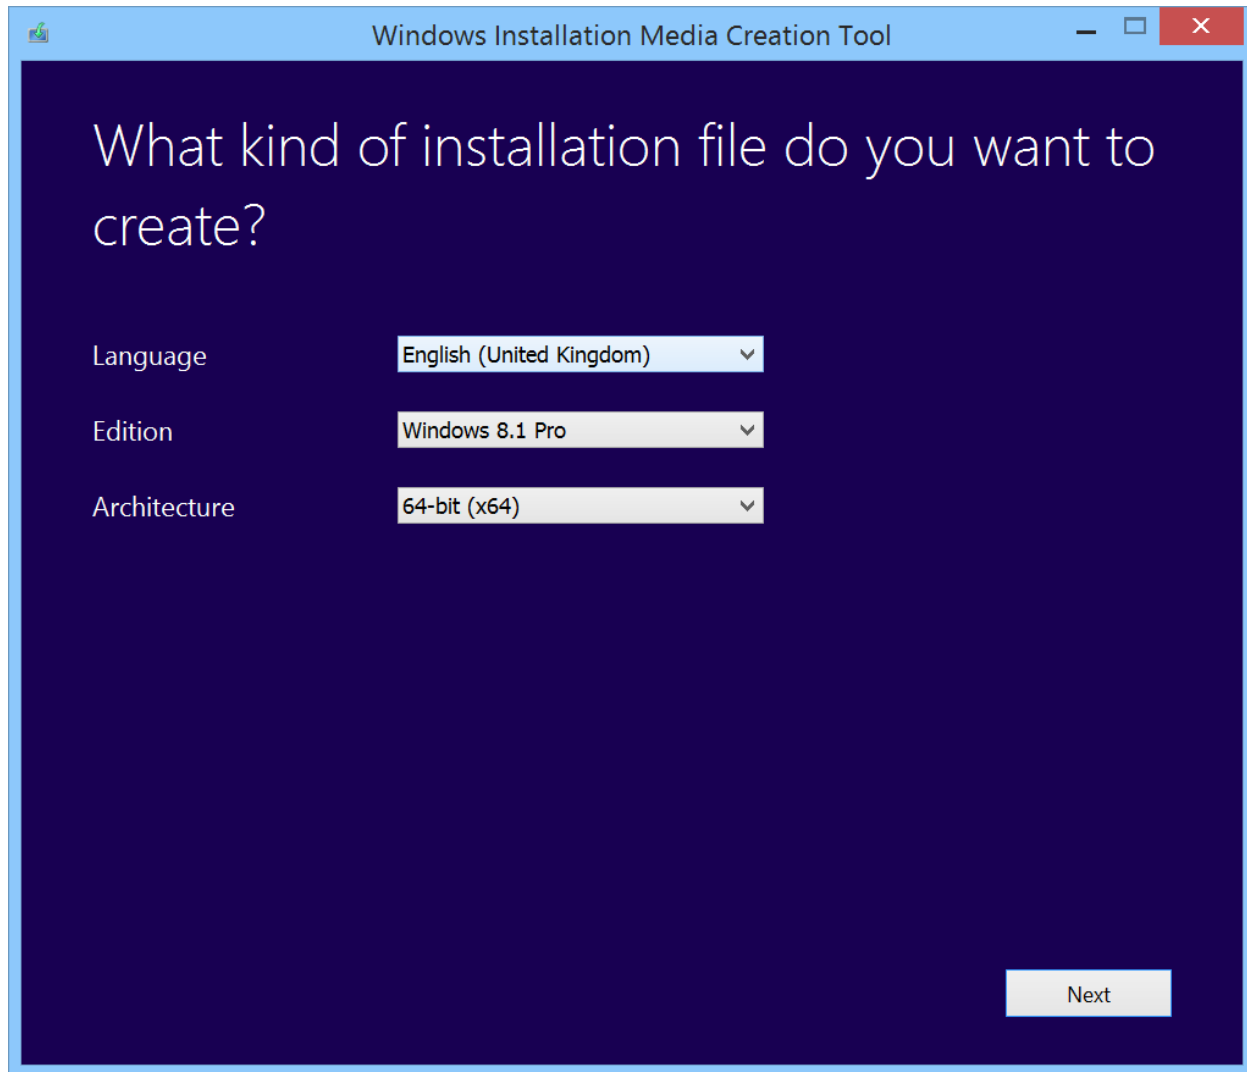 Windows Installation Media Creation Tool
What kind of installation file do you want to
create?
Language
English (United Kingdom)
Edition
Windows 8.1 Pro
Architecture
64-bit (x64)
Next